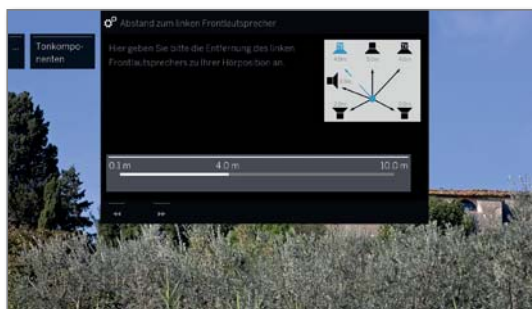 Abstand zum linken Frontlautsprecher
...
Tonkompo-
nenten
Hier geben Sie bitte die Entfernung des linken
Frontlautsprechers zu Ihrer Hörposition an.
0.1 m 4.0 m 10.0 m